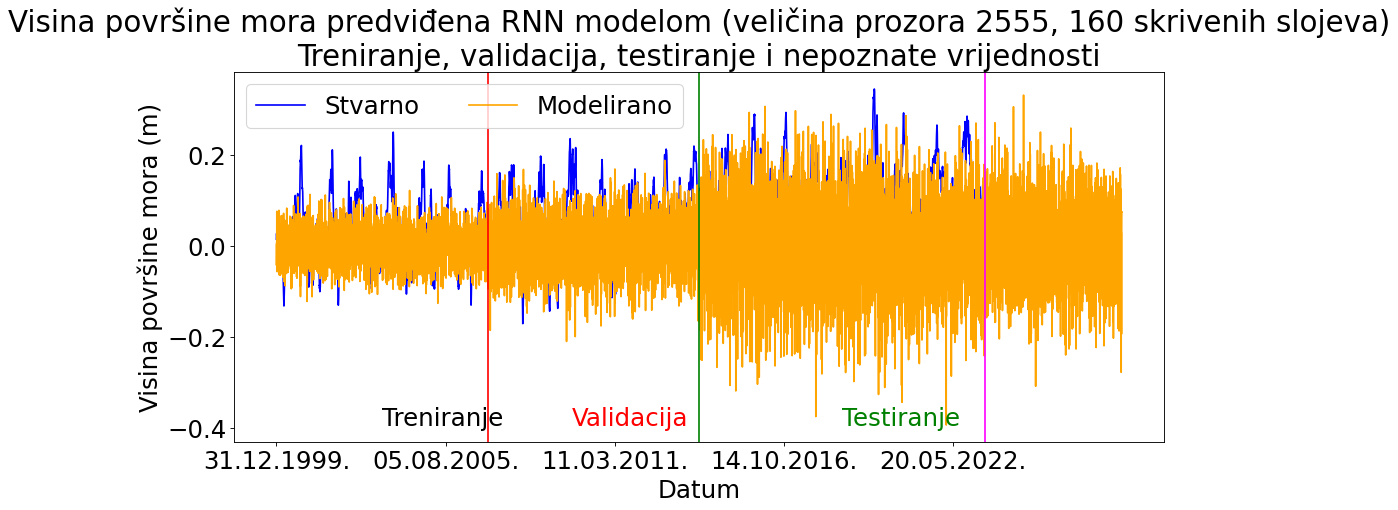 Visina površine mora predviđena RNN modelom (veličina prozora 2555, 160 skrivenih slojeva)
Treniranje, validacija, testiranje i nepoznate vrijednosti
Stvarno Modelirano
Visina površine mora (m)
0.2
0.0
−0.2
−0.4
Treniranje Validacija Testiranje
31.12.1999. 05.08.2005. 11.03.2011. 14.10.2016. 20.05.2022.
Datum